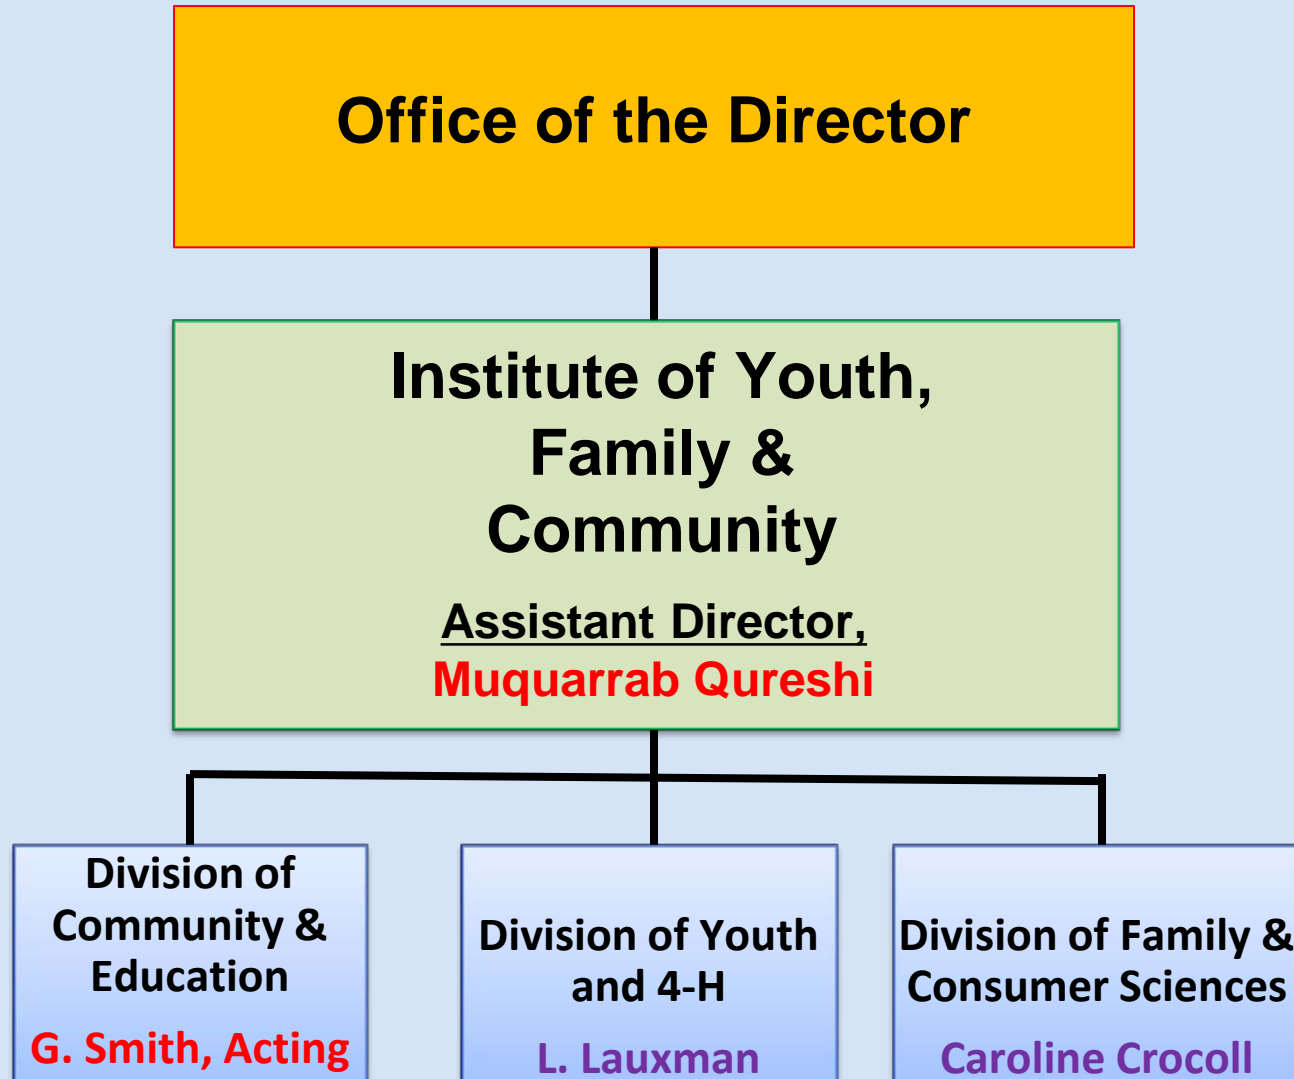 Office of the Director
Institute of Youth,
Family &
Community
Assistant Director,
Muquarrab Qureshi
Division of
Community &
Education
G. Smith, Acting
Division of Youth
and 4-H
L. Lauxman
Division of Family &
Consumer Sciences
Caroline Crocoll